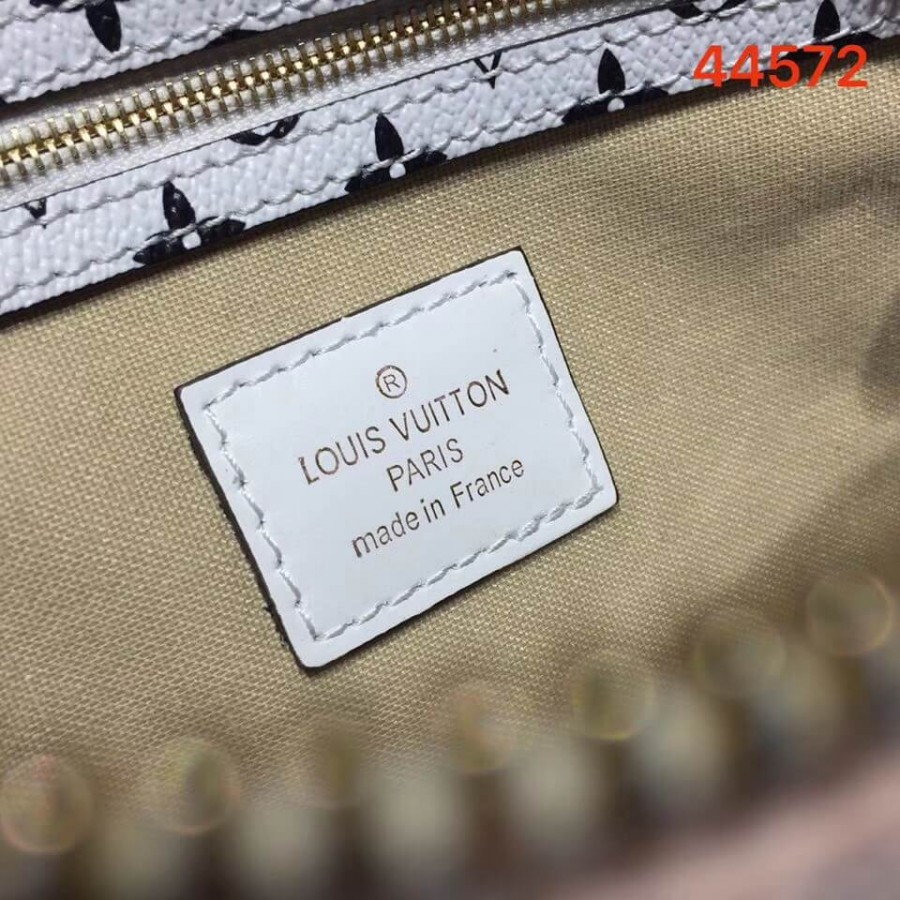 44572
®
LOUIS VUITTON
PARIS
made in France